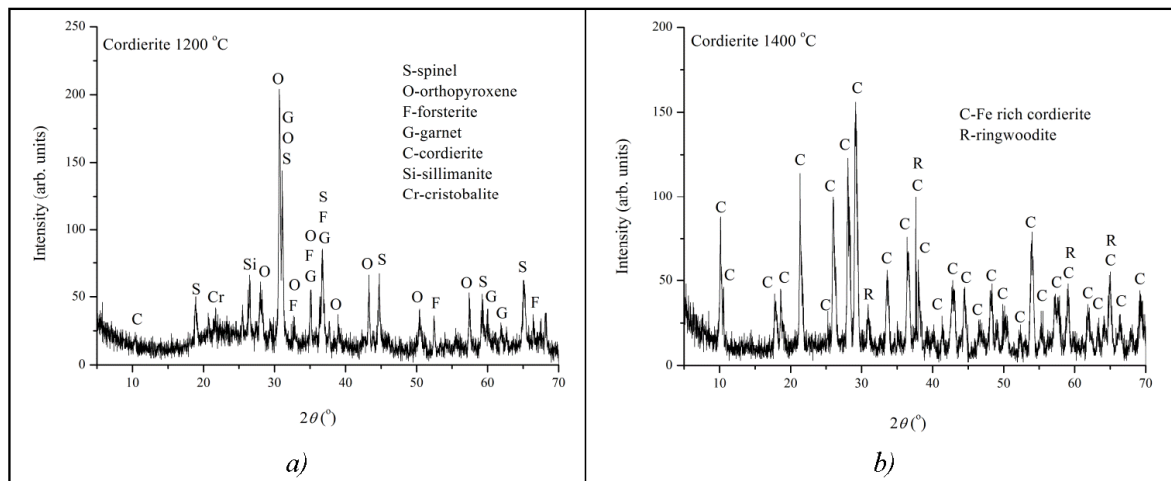 Cordierite 1200 °C
S-spinel
O-orthopyroxene
F-forsterite
G-garnet
C-cordierite
Si-sillimanite
Cr-cristobalite
Intensity (arb. units)
250
200
150
100
50
0
O
G
O
S
S
F
G
O
F
G
O
F
C
S
Cr
Si
O
O
O
S
O
F
O
S
G
G
S
F
10
20
30
40
50
60
70
2θ (°)
a)
Cordierite 1400 °C
C-Fe rich cordierite
R-ringwoodite
Intensity (arb. units)
200
150
100
50
0
C
C
C
C
C
C
C
C
C
R
C
C
R
C
C
C
C
C
C
C
C
C
C
C
R
C
C
C
R
C
C
C
10
20
30
40
50
60
70
2θ (°)
b)